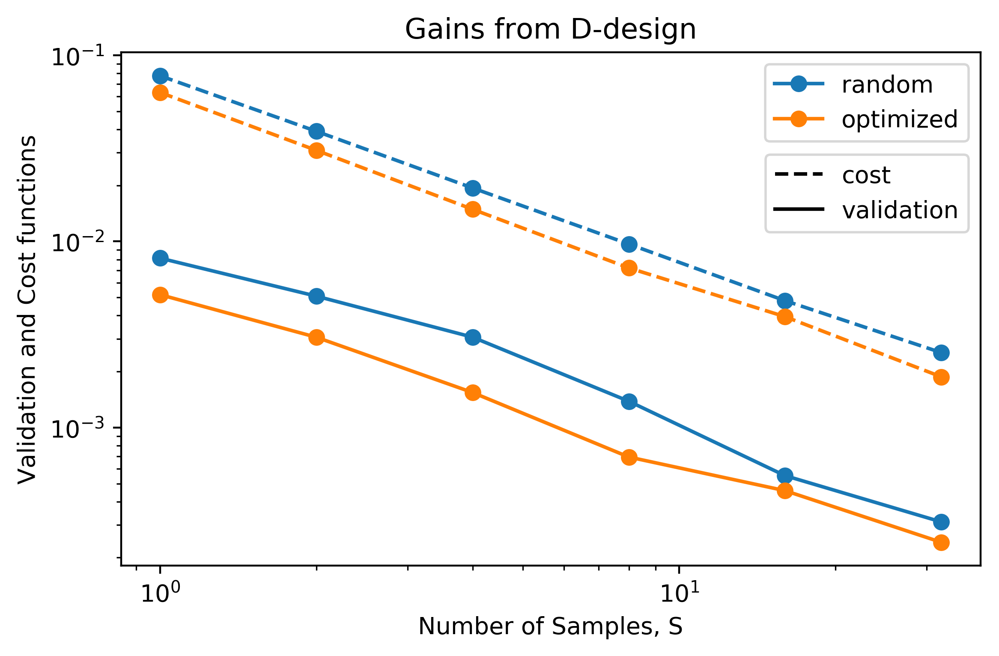 Gains from D-design
10⁻¹
10⁻²
10⁻³
Validation and Cost functions
random
optimized
cost
validation
10⁰
10¹
Number of Samples, S